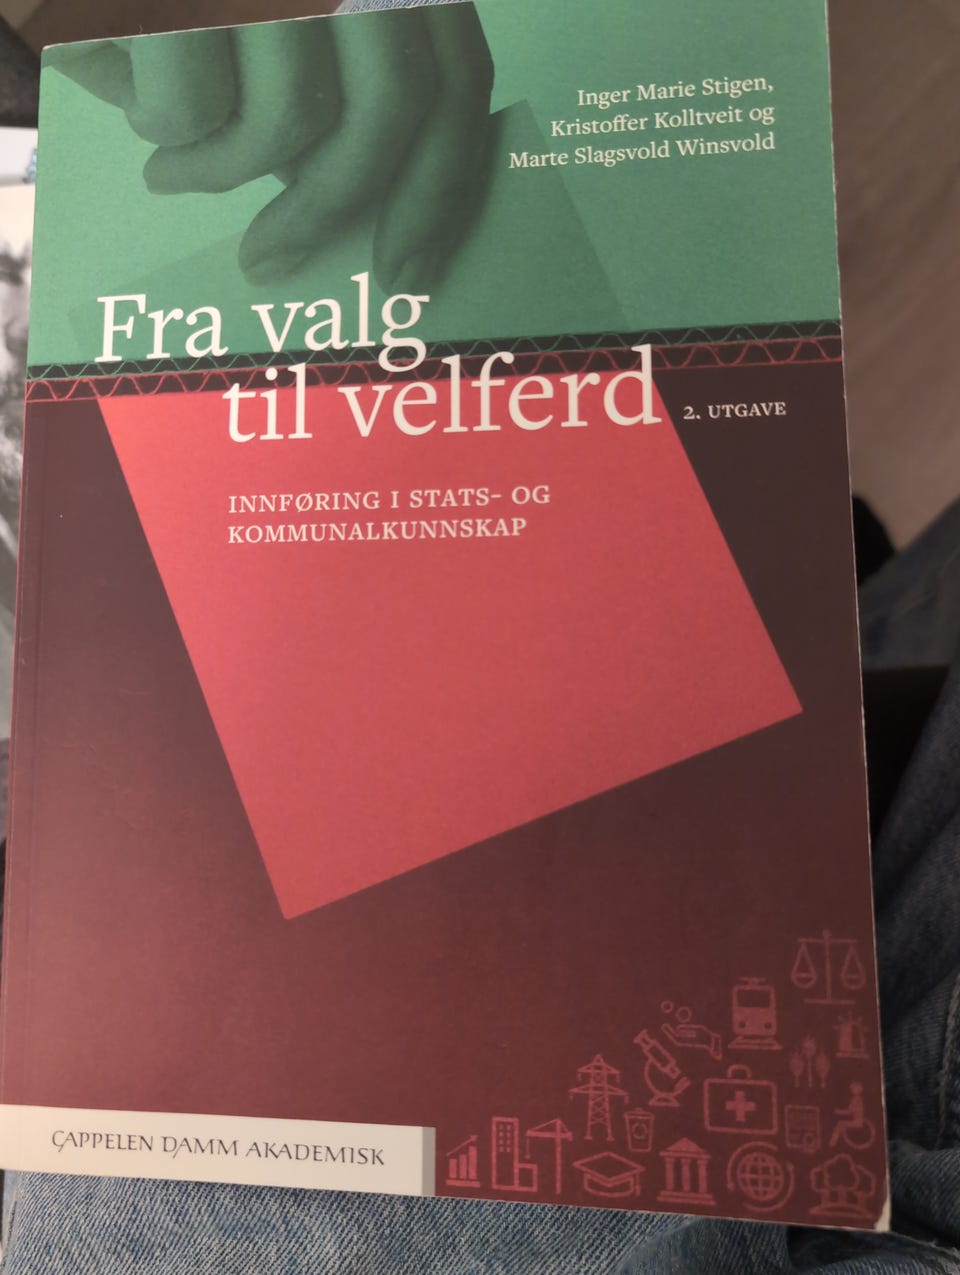 Inger Marie Stigen,
Kristoffer Kolltveit og
Marte Slagsvold Winsvold
Fra valg
til velferd
2. UTGAVE
INNFØRING I STATS- OG
KOMMUNALKUNNSKAP
CAPPELEN DAMM AKADEMISK